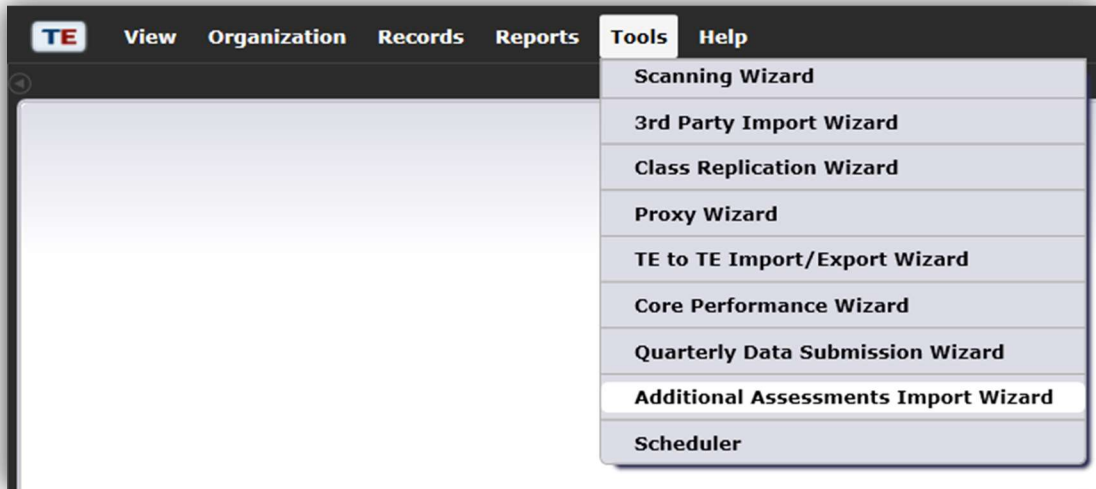 TE View Organization Records Reports Tools Help
Scanning Wizard
3rd Party Import Wizard
Class Replication Wizard
Proxy Wizard
TE to TE Import/Export Wizard
Core Performance Wizard
Quarterly Data Submission Wizard
Additional Assessments Import Wizard
Scheduler